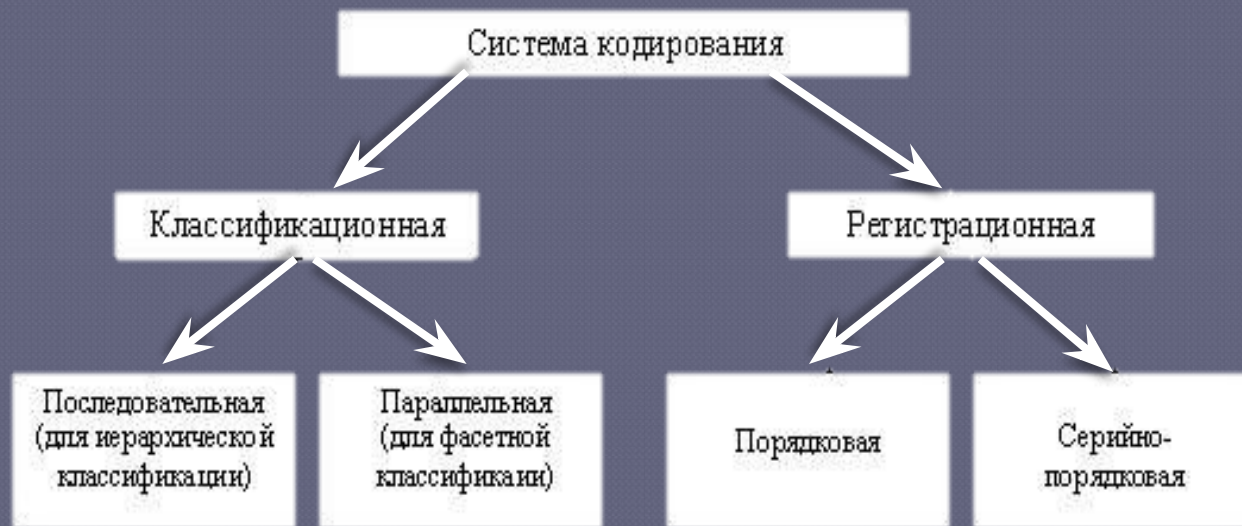 Система кодирования
Классификационная
Регистрационная
Последовательная
(для иерархической
классификации)
Параллельная
(для фасетной
классификаии)
Порядковая
Серийно-
порядковая